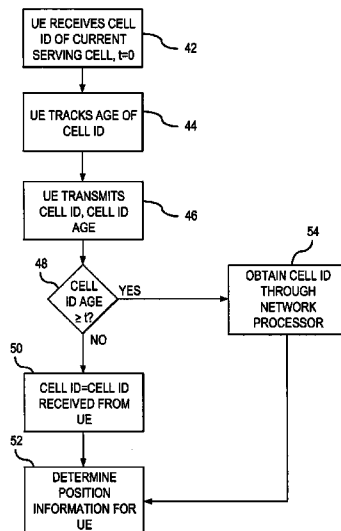 UE RECEIVES CELL
ID OF CURRENT
SERVING CELL, t=0
42
UE TRACKS AGE OF
CELL ID
44
UE TRANSMITS
CELL ID, CELL ID
AGE
46
48
CELL
ID AGE
≥ t?
YES
NO
54
OBTAIN CELL ID
THROUGH
NETWORK
PROCESSOR
50
CELL ID=CELL ID
RECEIVED FROM
UE
52
DETERMINE
POSITION
INFORMATION FOR
UE